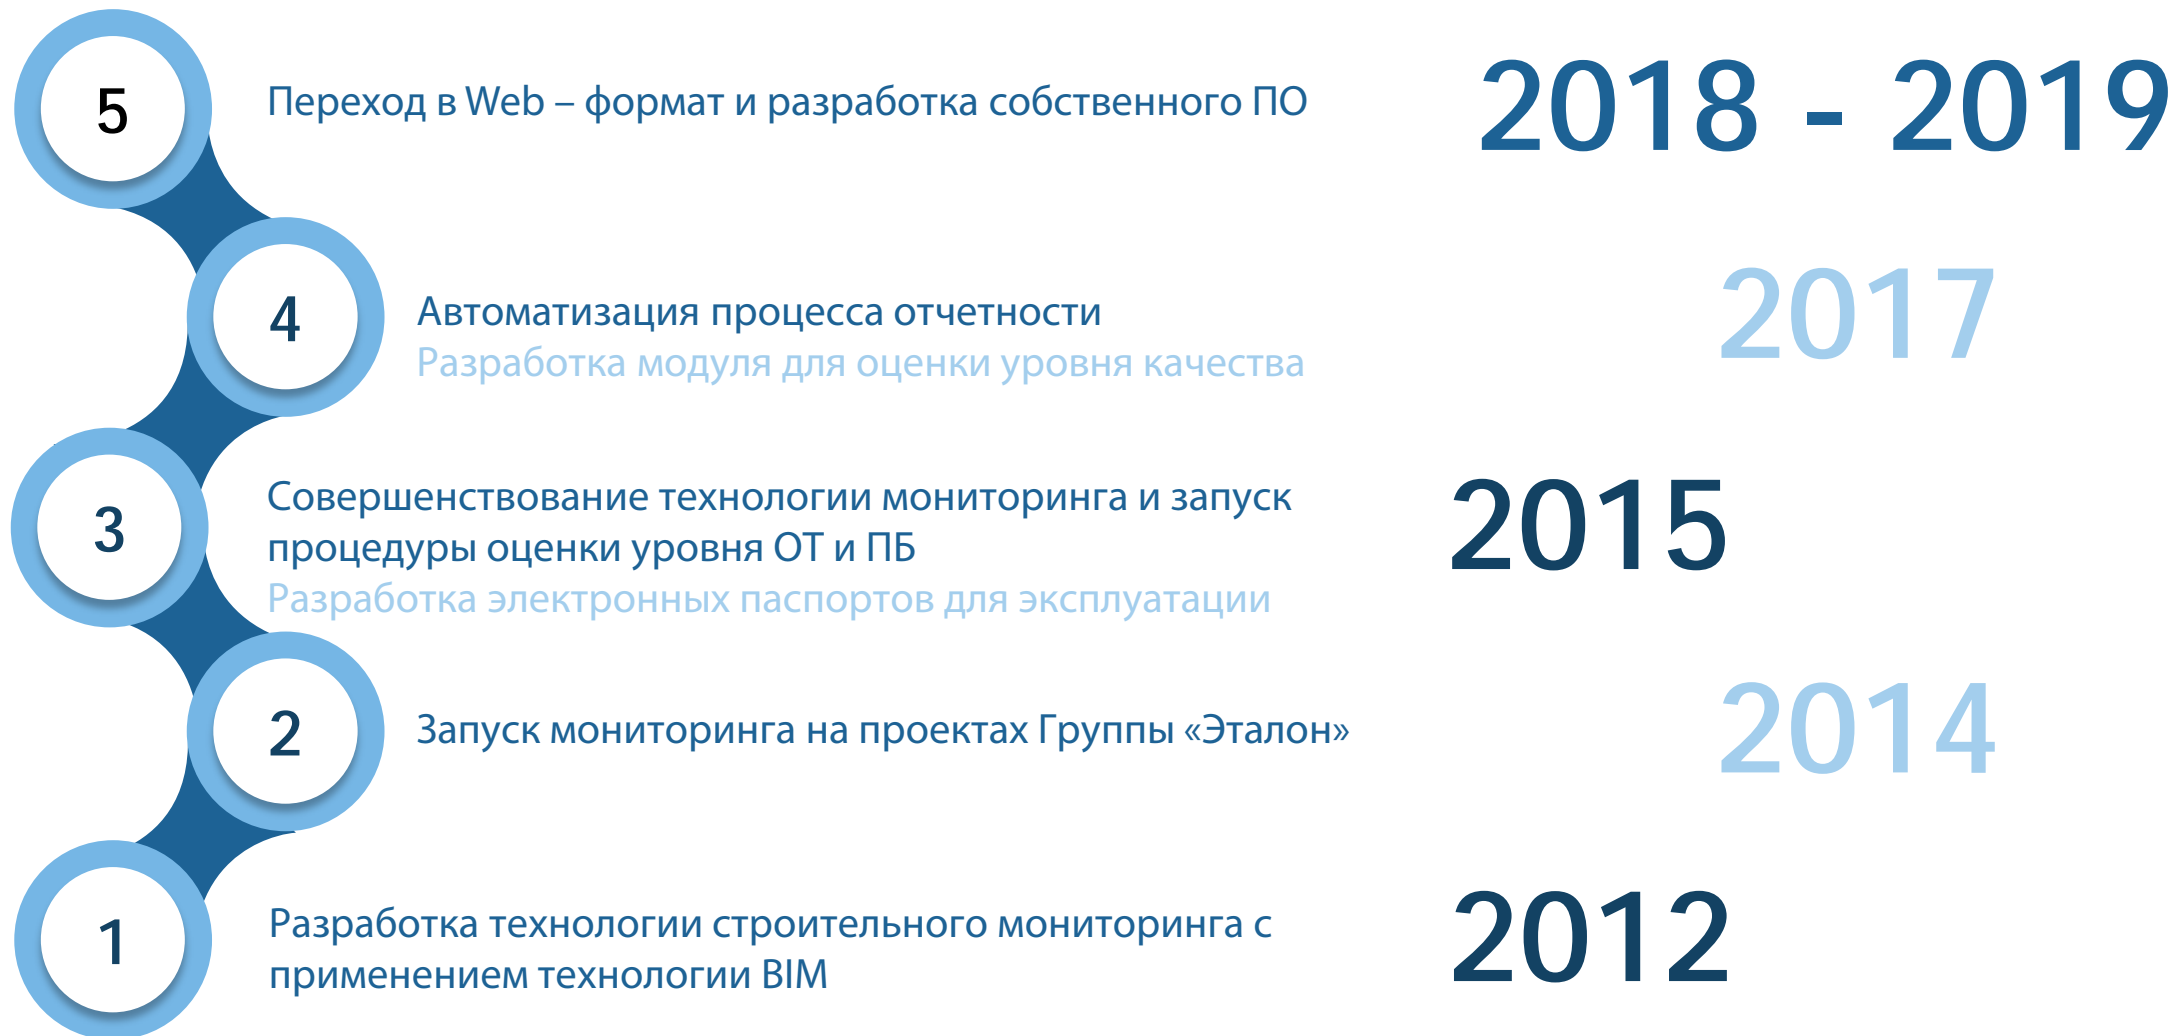 5
Переход в Web – формат и разработка собственного ПО
2018 - 2019
4
Автоматизация процесса отчетности
Разработка модуля для оценки уровня качества
2017
3
Совершенствование технологии мониторинга и запуск
процедуры оценки уровня ОТ и ПБ
Разработка электронных паспортов для эксплуатации
2015
2
Запуск мониторинга на проектах Группы «Эталон»
2014
1
Разработка технологии строительного мониторинга с
применением технологии BIM
2012